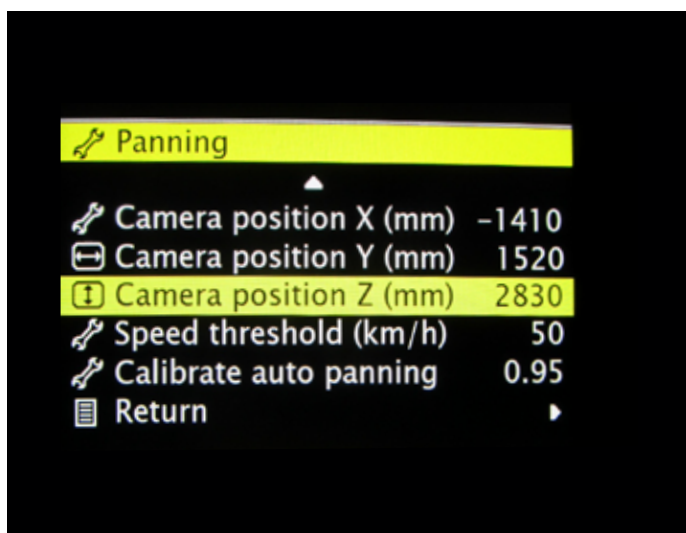 Panning
Camera position X (mm) -1410
Camera position Y (mm) 1520
Camera position Z (mm) 2830
Speed threshold (km/h) 50
Calibrate auto panning 0.95
Return